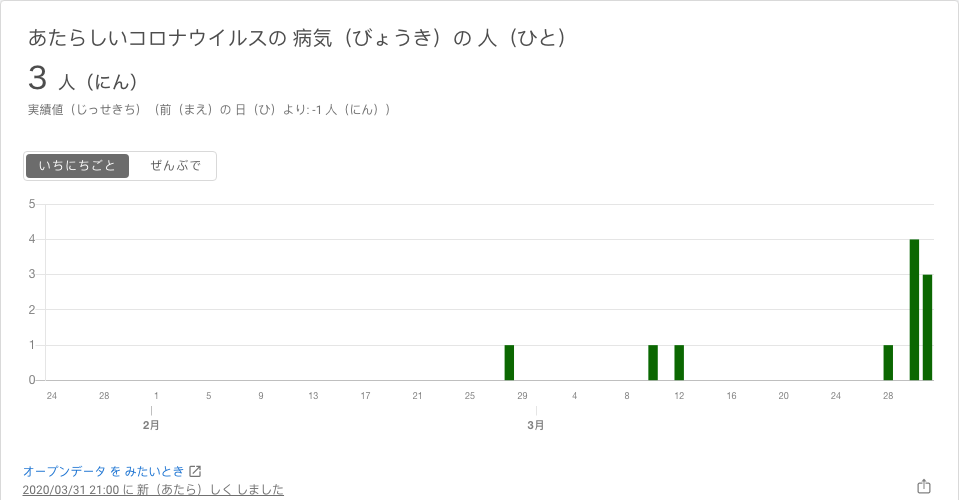 あたらしいコロナウイルスの 病気（びょうき）の 人（ひと）
3 人（にん）
実績値（じっせきち）（前（まえ）の 日（ひ）より: -1 人（にん））
いちにちごと ぜんぶで
5
4
3
2
1
0
24 28 1 5 9 13 17 21 25 29 4 8 12 16 20 24 28
2月 3月
オープンデータ を みたいとき
2020/03/31 21:00 に 新（あたら）しく しました